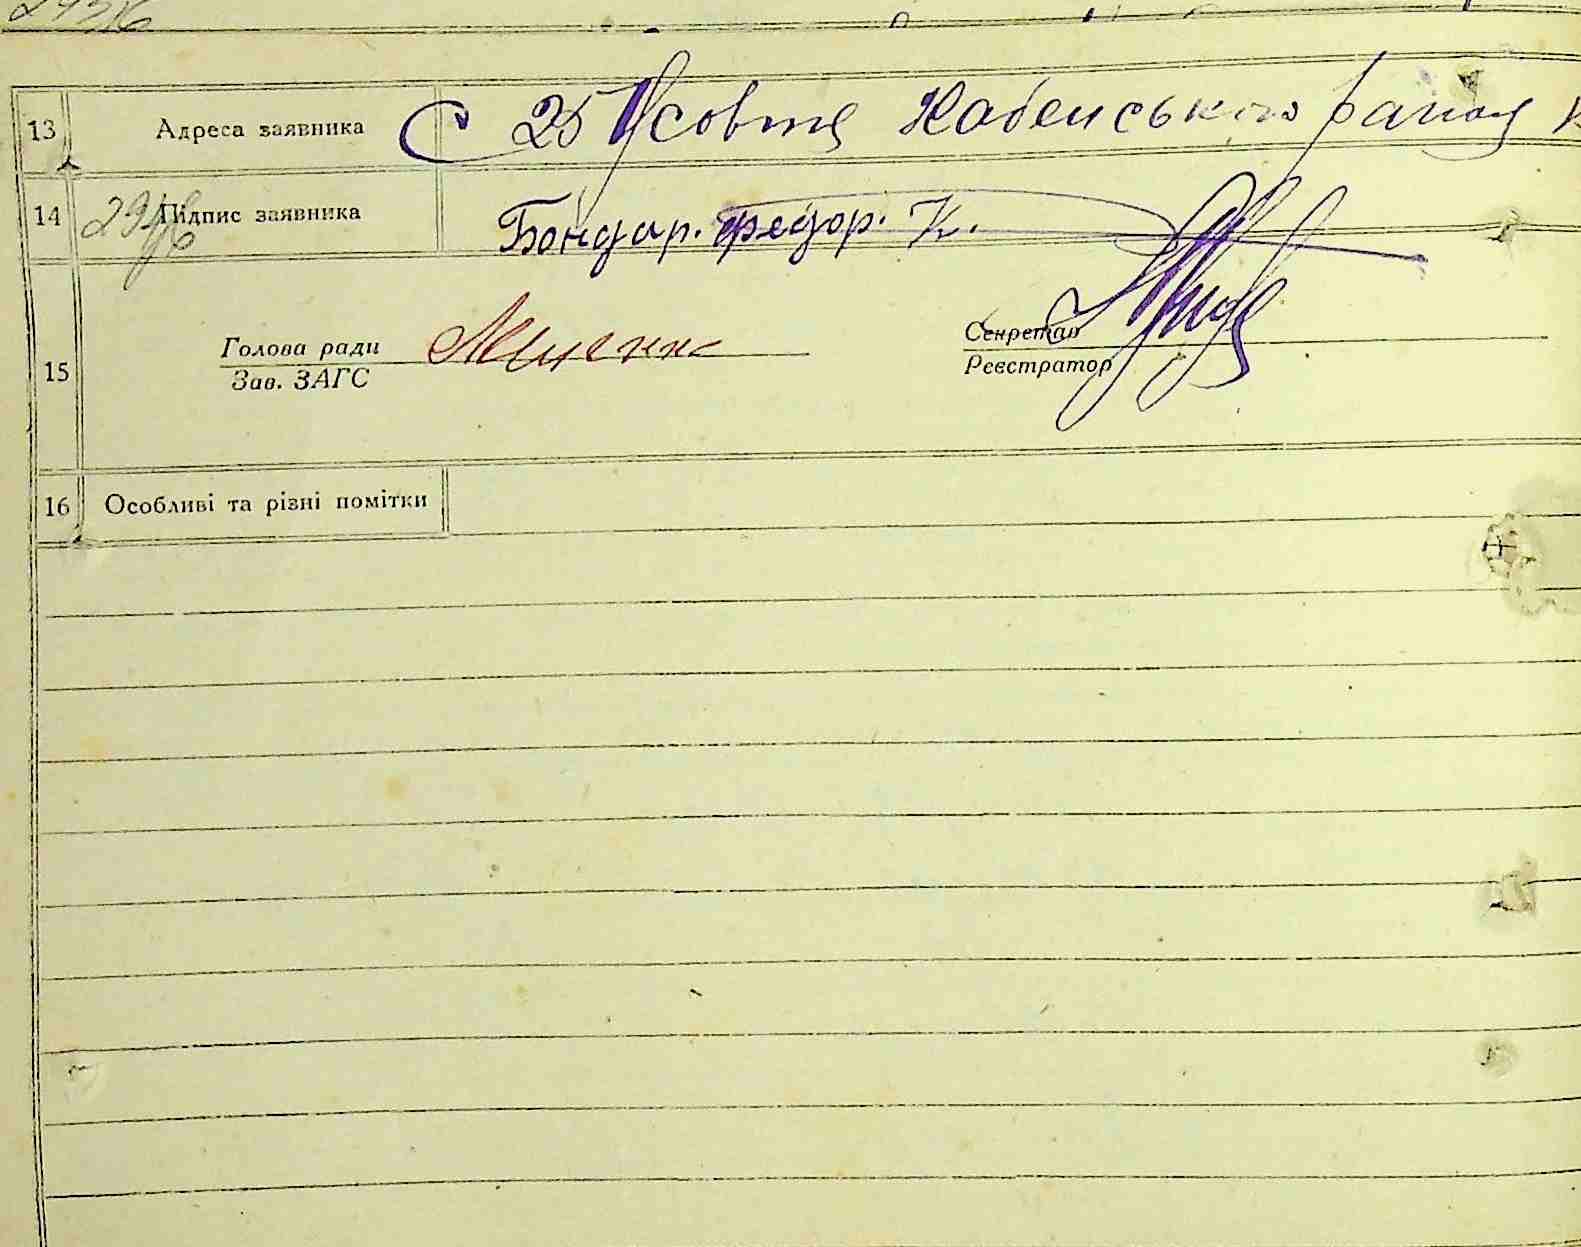 13 Адреса заявника с 25 Жовтня Кобеляського району К
14 Підпис заявника Бондар. Федор. К.
Голова ради Секретар
15 Зав. ЗАГС Реєстратор
16 Особливі та різні помітки